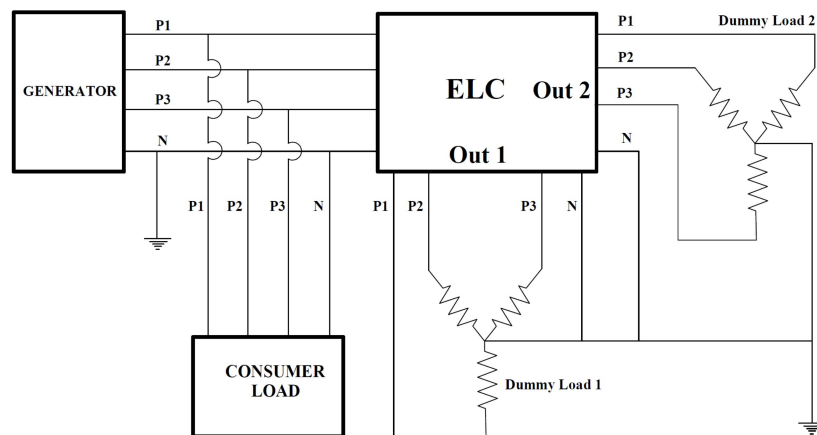 P1
P2
P3
N
GENERATOR
ELC
Out 2
Out 1
P1
P2
P3
N
Dummy Load 2
P1
P2
P3
N
P1
P2
P3
N
CONSUMER
LOAD
Dummy Load 1